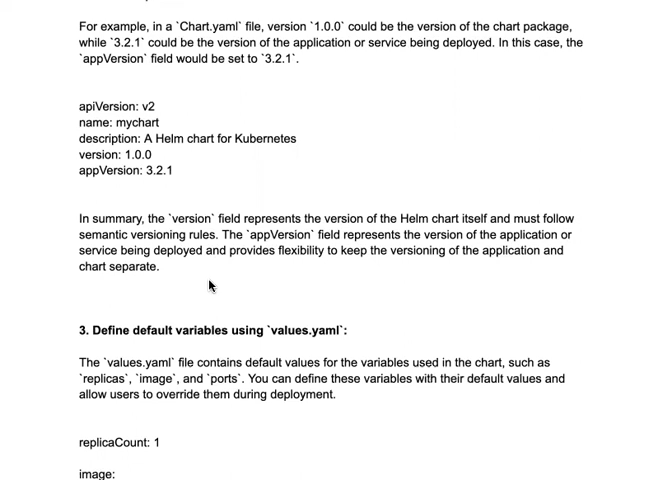 For example, in a `Chart.yaml` file, version `1.0.0` could be the version of the chart package,
while `3.2.1` could be the version of the application or service being deployed. In this case, the
`appVersion` field would be set to `3.2.1`.
apiVersion: v2
name: mychart
description: A Helm chart for Kubernetes
version: 1.0.0
appVersion: 3.2.1
In summary, the `version` field represents the version of the Helm chart itself and must follow
semantic versioning rules. The `appVersion` field represents the version of the application or
service being deployed and provides flexibility to keep the versioning of the application and
chart separate.
3. Define default variables using `values.yaml`:
The `values.yaml` file contains default values for the variables used in the chart, such as
`replicas`, `image`, and `ports`. You can define these variables with their default values and
allow users to override them during deployment.
replicaCount: 1
image: